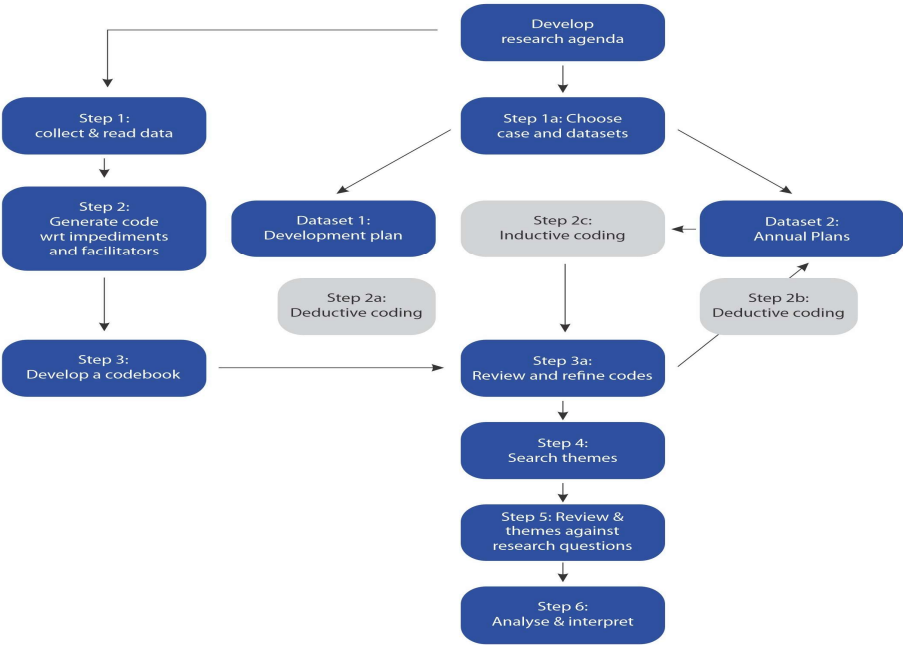 Develop
research agenda
Step 1:
collect & read data
Step 1a: Choose
case and datasets
Step 2:
Generate code
wrt impediments
and facilitators
Dataset 1:
Development plan
Step 2c:
Inductive coding
Dataset 2:
Annual Plans
Step 2a:
Deductive coding
Step 2b:
Deductive coding
Step 3:
Develop a codebook
Step 3a:
Review and refine codes
Step 4:
Search themes
Step 5: Review &
themes against
research questions
Step 6:
Analyse & interpret